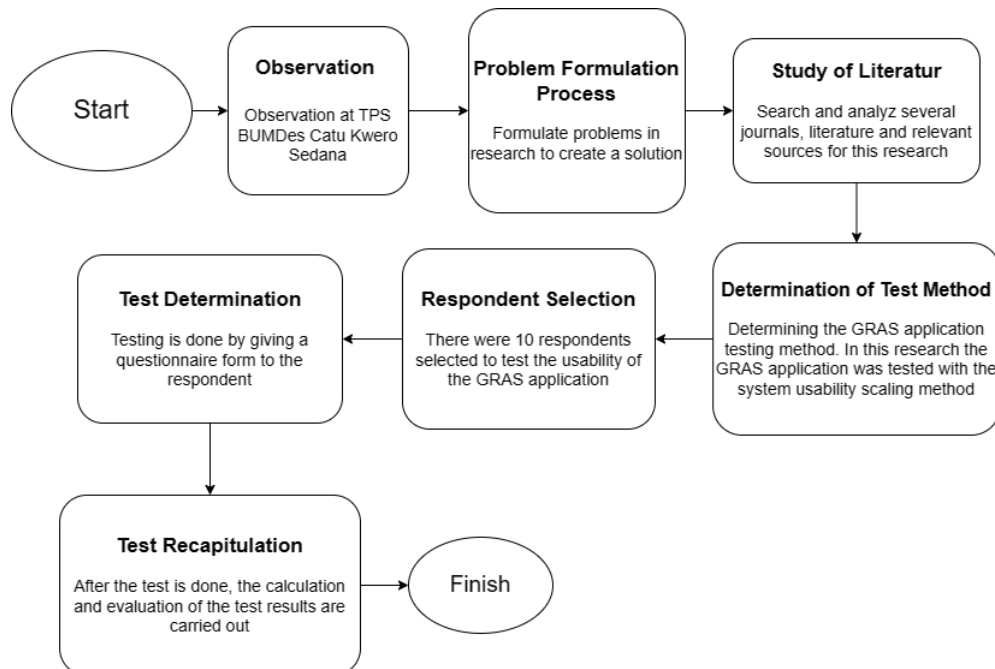 Start
Observation
Observation at TPS
BUMDes Catu Kwero
Sedana
Problem Formulation
Process
Formulate problems in
research to create a solution
Study of Literatur
Search and analyz several
journals, literature and relevant
sources for this research
Determination of Test Method
Determining the GRAS application
testing method. In this research the
GRAS application was tested with the
system usability scaling method
Respondent Selection
There were 10 respondents
selected to test the usability of
the GRAS application
Test Determination
Testing is done by giving a
questionnaire form to the
respondent
Test Recapitulation
After the test is done, the calculation
and evaluation of the test results are
carried out
Finish